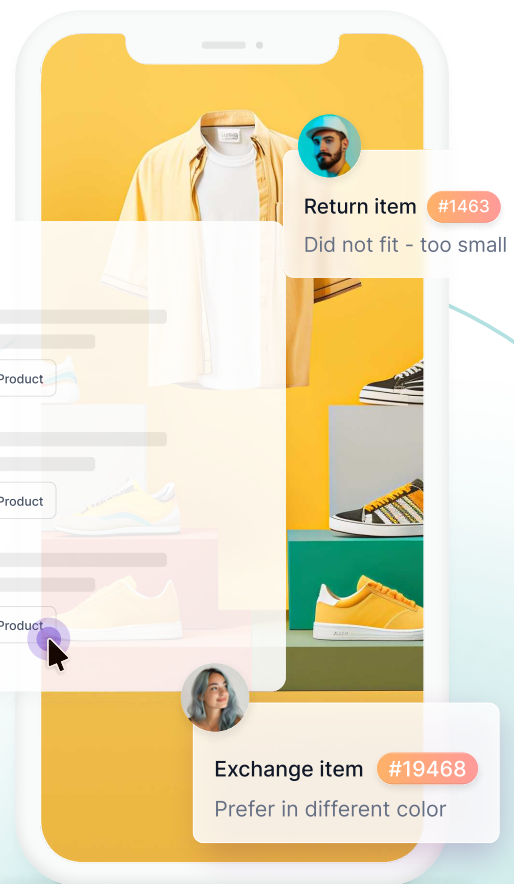 Return item #1463
Did not fit - too small
Product
Product
Product
Exchange item #19468
Prefer in different color